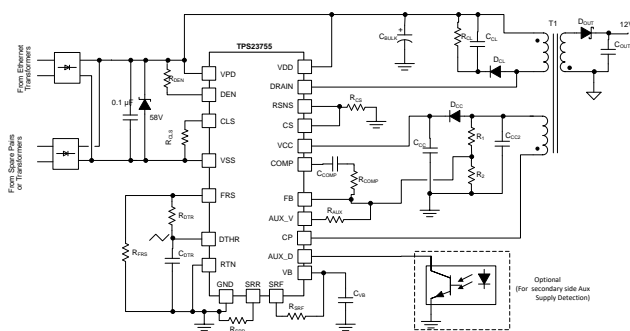 From Ethernet
Transformers
From Spare Pairs
or Transformers
0.1 µF
58V
RDEN
RCLS
TPS23755
VPD
DEN
CLS
VSS
FRS
DTHR
RTN
GND
SRR
SRF
VDD
DRAIN
RSNS
CS
VCC
COMP
FB
AUX_V
CP
AUX_D
VB
RFRS
RDTR
CDTR
RSRF
CVB
CBULK
RCL
CCL
DCL
T1
DOUT
COUT
RCS
DCC
CCC
R1
R2
CCC2
CCOMP
RCOMP
RAUX
Optional
(For secondary side Aux
Supply Detection)